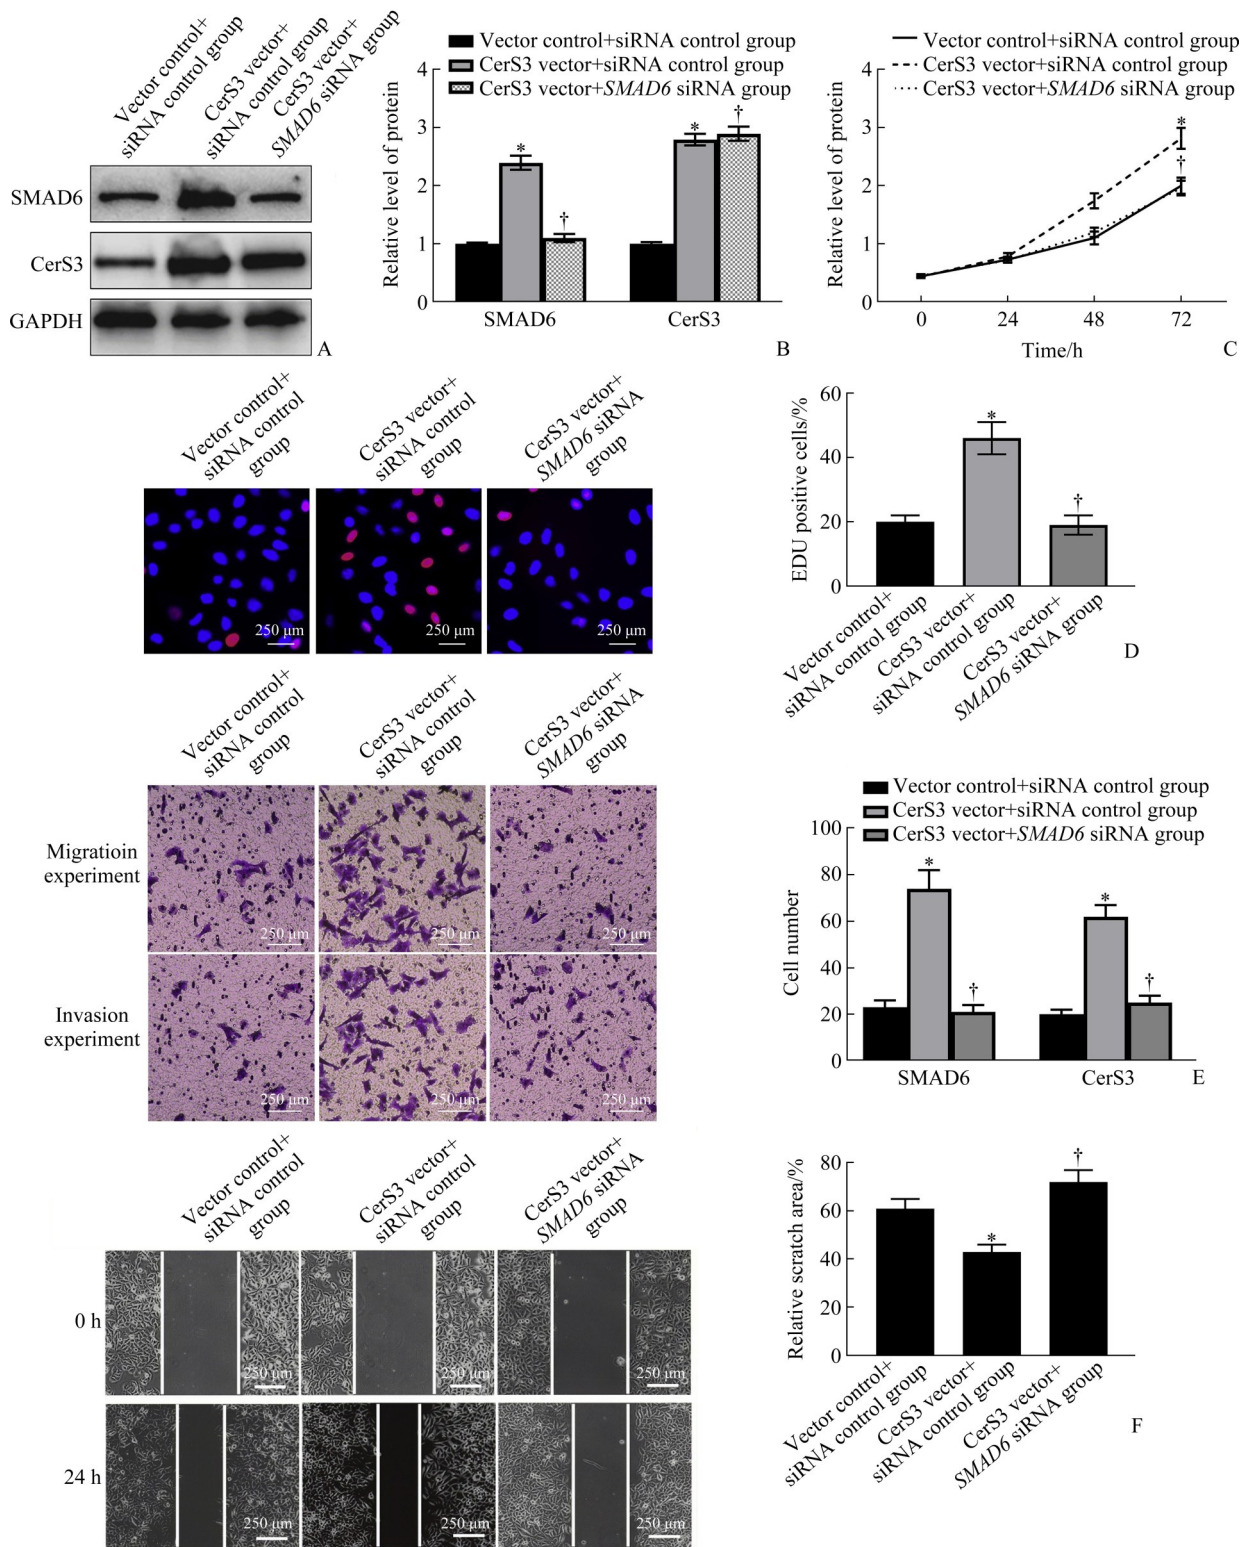 Vector control+
siRNA control group
CerS3 vector+
siRNA control group
CerS3 vector+
SMAD6 siRNA group
SMAD6
CerS3
GAPDH
A
Vector control+siRNA control group
CerS3 vector+siRNA control group
CerS3 vector+SMAD6 siRNA group
Relative level of protein
4
3
2
1
0
*
†
*
†
SMAD6
CerS3
B
Vector control+siRNA control group
CerS3 vector+siRNA control group
CerS3 vector+SMAD6 siRNA group
Relative level of protein
4
3
2
1
0
*
†
0
24
48
72
Time/h
C
Vector control+
siRNA control
group
CerS3 vector+
siRNA control
group
CerS3 vector+
SMAD6 siRNA
group
250 μm
250 μm
250 μm
EDU positive cells/%
60
40
20
0
*
†
Vector control+
siRNA control group
CerS3 vector+
siRNA control group
CerS3 vector+
SMAD6 siRNA group
D
Vector control+
siRNA control
group
CerS3 vector+
siRNA control
group
CerS3 vector+
SMAD6 siRNA
group
Migratioin
experiment
250 μm
250 μm
250 μm
Invasion
experiment
250 μm
250 μm
250 μm
Vector control+siRNA control group
CerS3 vector+siRNA control group
CerS3 vector+SMAD6 siRNA group
Cell number
100
80
60
40
20
0
*
†
*
†
SMAD6
CerS3
E
Vector control+
siRNA control
group
CerS3 vector+
siRNA control
group
CerS3 vector+
SMAD6 siRNA
group
0 h
250 μm
250 μm
250 μm
24 h
250 μm
250 μm
250 μm
Relative scratch area/%
80
60
40
20
0
*
†
Vector control+
siRNA control group
CerS3 vector+
siRNA control group
CerS3 vector+
SMAD6 siRNA group
F